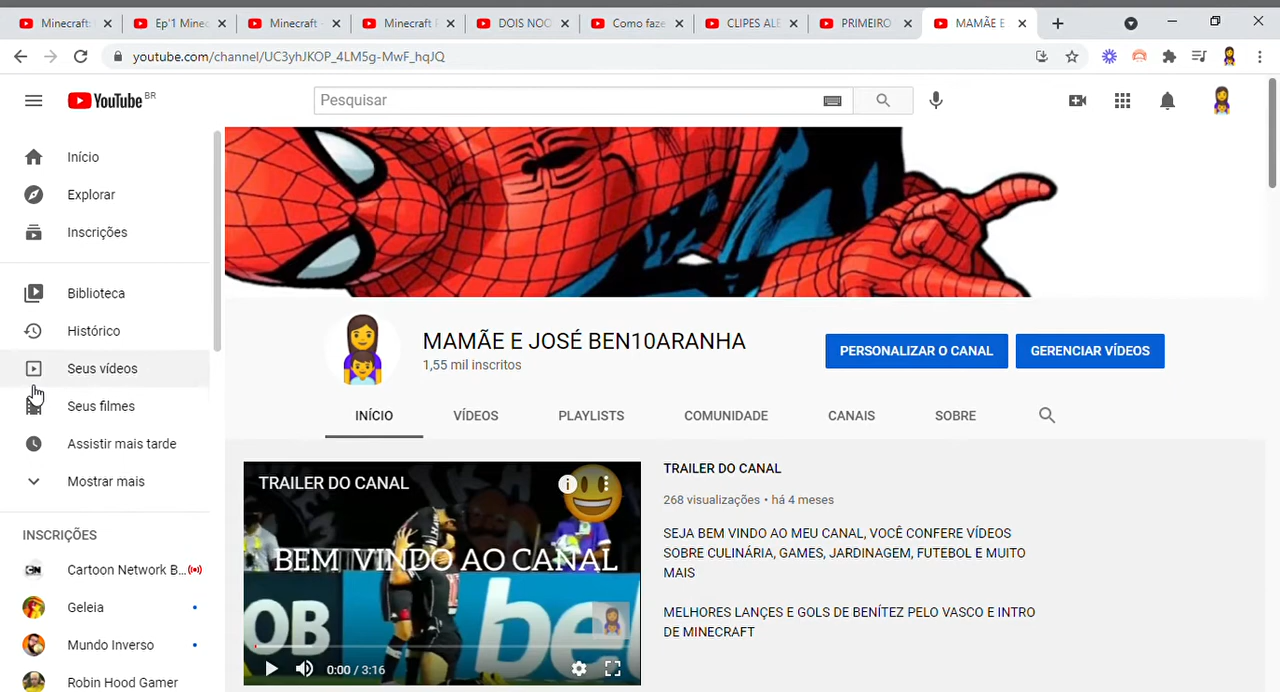 Minecraft:
Ep'1 Mine
Minecraft
Minecraft
DOIS NOO
Como faze
CLIPES ALE
PRIMEIRO
MAMÃE E
youtube.com/channel/UC3yhJKOP_4LM5g-MwF_hqJQ
YouTube BR
Pesquisar
Início
Explorar
Inscrições
Biblioteca
Histórico
Seus vídeos
Seus filmes
Assistir mais tarde
Mostrar mais
INSCRIÇÕES
CN Cartoon Network B...
Geleia
Mundo Inverso
Robin Hood Gamer
MAMÃE E JOSÉ BEN10ARANHA
1,55 mil inscritos
PERSONALIZAR O CANAL
GERENCIAR VÍDEOS
INÍCIO
VÍDEOS
PLAYLISTS
COMUNIDADE
CANAIS
SOBRE
TRAILER DO CANAL
BEM VINDO AO CANAL
OB
be
0:00 / 3:16
TRAILER DO CANAL
268 visualizações • há 4 meses
SEJA BEM VINDO AO MEU CANAL, VOCÊ CONFERE VÍDEOS
SOBRE CULINÁRIA, GAMES, JARDINAGEM, FUTEBOL E MUITO
MAIS
MELHORES LANÇES E GOLS DE BENÍTEZ PELO VASCO E INTRO
DE MINECRAFT